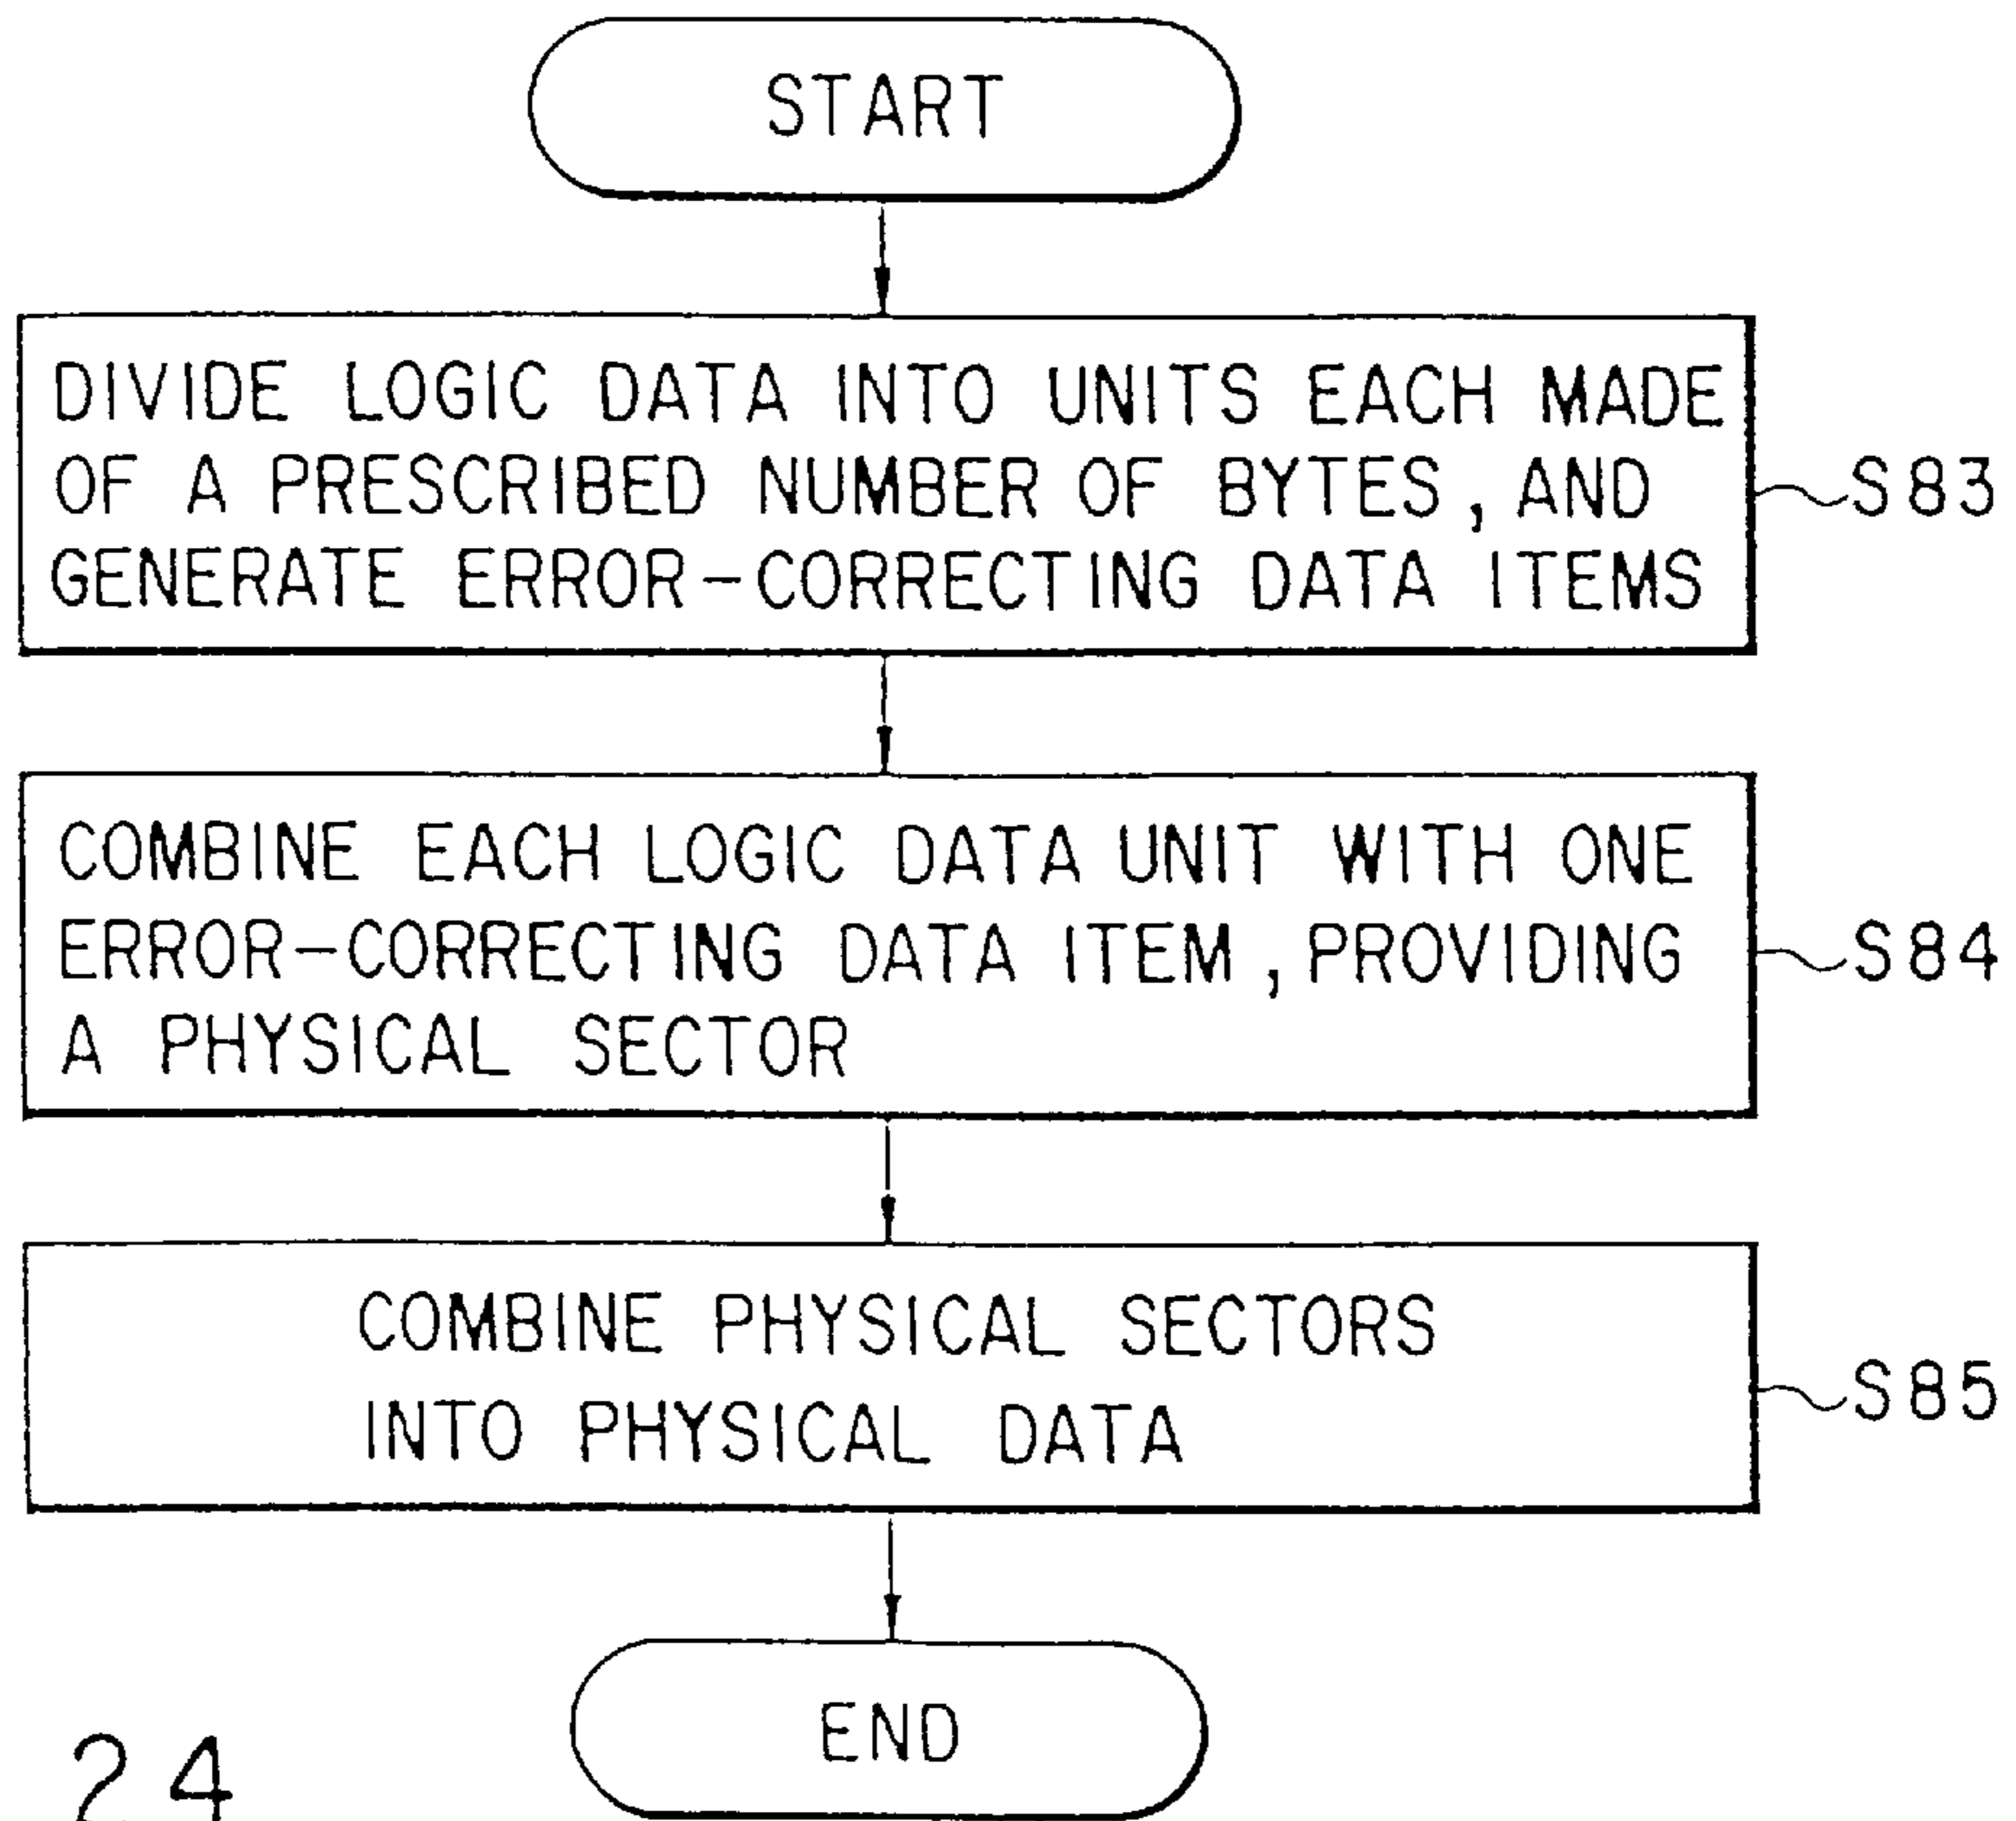 START
DIVIDE LOGIC DATA INTO UNITS EACH MADE
OF A PRESCRIBED NUMBER OF BYTES, AND
GENERATE ERROR-CORRECTING DATA ITEMS
S83
COMBINE EACH LOGIC DATA UNIT WITH ONE
ERROR-CORRECTING DATA ITEM, PROVIDING
A PHYSICAL SECTOR
S84
COMBINE PHYSICAL SECTORS
INTO PHYSICAL DATA
S85
END
24